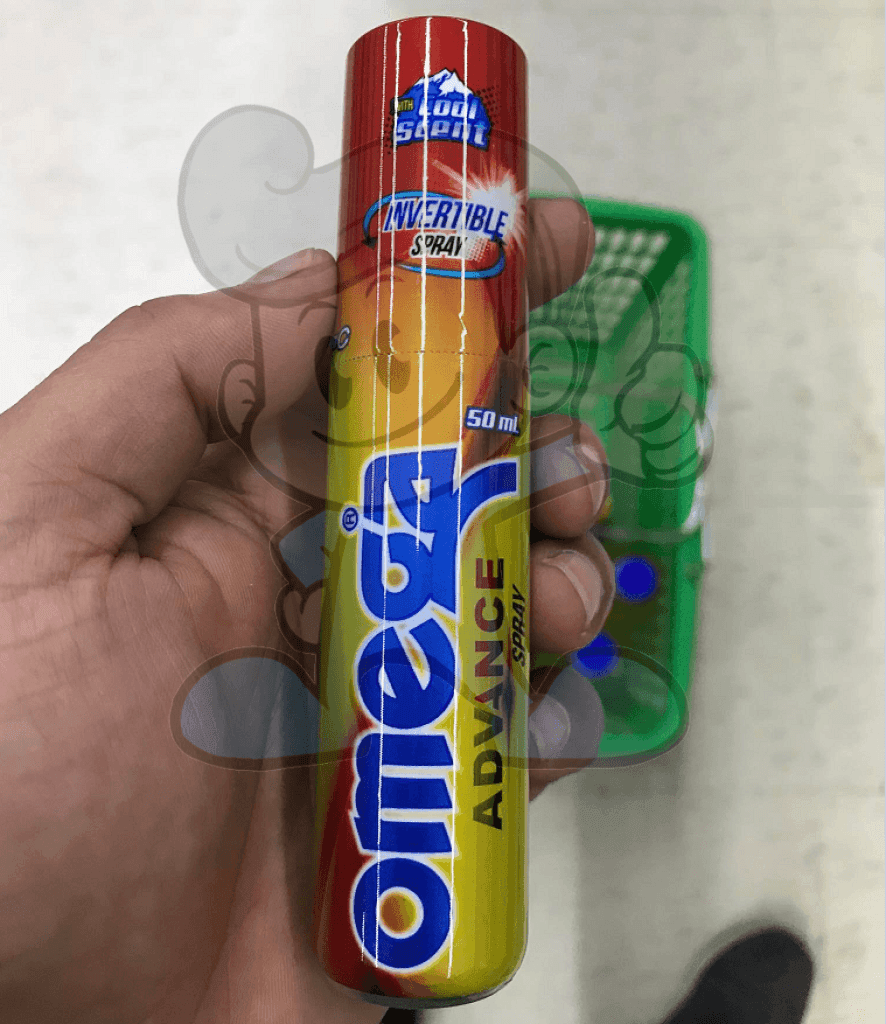 WITH
Cool
Scent
INVERTIBLE
SPRAY
50 mL
omega®
ADVANCE
SPRAY